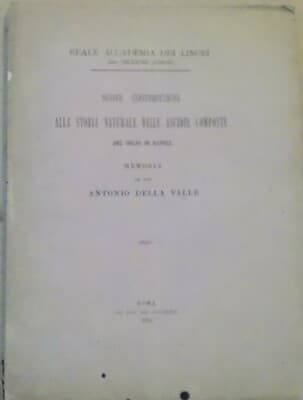 REALE ACCADEMIA DEI LINCEI
NUOVE CONTRIBUZIONI
ALLA STORIA NATURALE DELLE ASCIDIE COMPOSTE
DEL GOLFO DI NAPOLI
MEMORIA
ANTONIO DELLA VALLE
ROMA